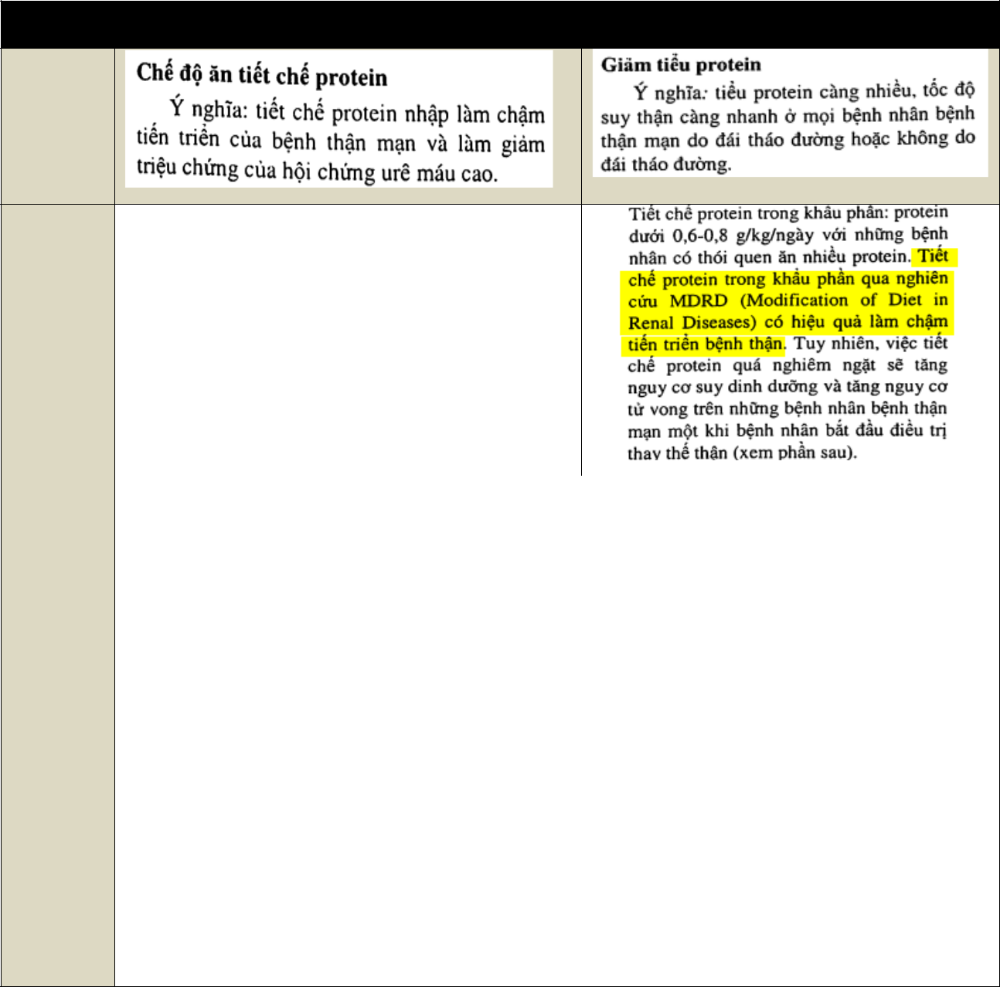 Chế độ ăn tiết chế protein
Ý nghĩa: tiết chế protein nhập làm chậm
tiến triển của bệnh thận mạn và làm giảm
triệu chứng của hội chứng urê máu cao.
Giảm tiểu protein
Ý nghĩa: tiểu protein càng nhiều, tốc độ
suy thận càng nhanh ở mọi bệnh nhân bệnh
thận mạn do đái tháo đường hoặc không do
đái tháo đường.
Tiết chế protein trong khẩu phần: protein
dưới 0,6-0,8 g/kg/ngày với những bệnh
nhân có thói quen ăn nhiều protein. Tiết
chế protein trong khẩu phần qua nghiên
cứu MDRD (Modification of Diet in
Renal Diseases) có hiệu quả làm chậm
tiến triển bệnh thận. Tuy nhiên, việc tiết
chế protein quá nghiêm ngặt sẽ tăng
nguy cơ suy dinh dưỡng và tăng nguy cơ
tử vong trên những bệnh nhân bệnh thận
mạn một khi bệnh nhân bắt đầu điều trị
thay thế thận (xem phần sau).